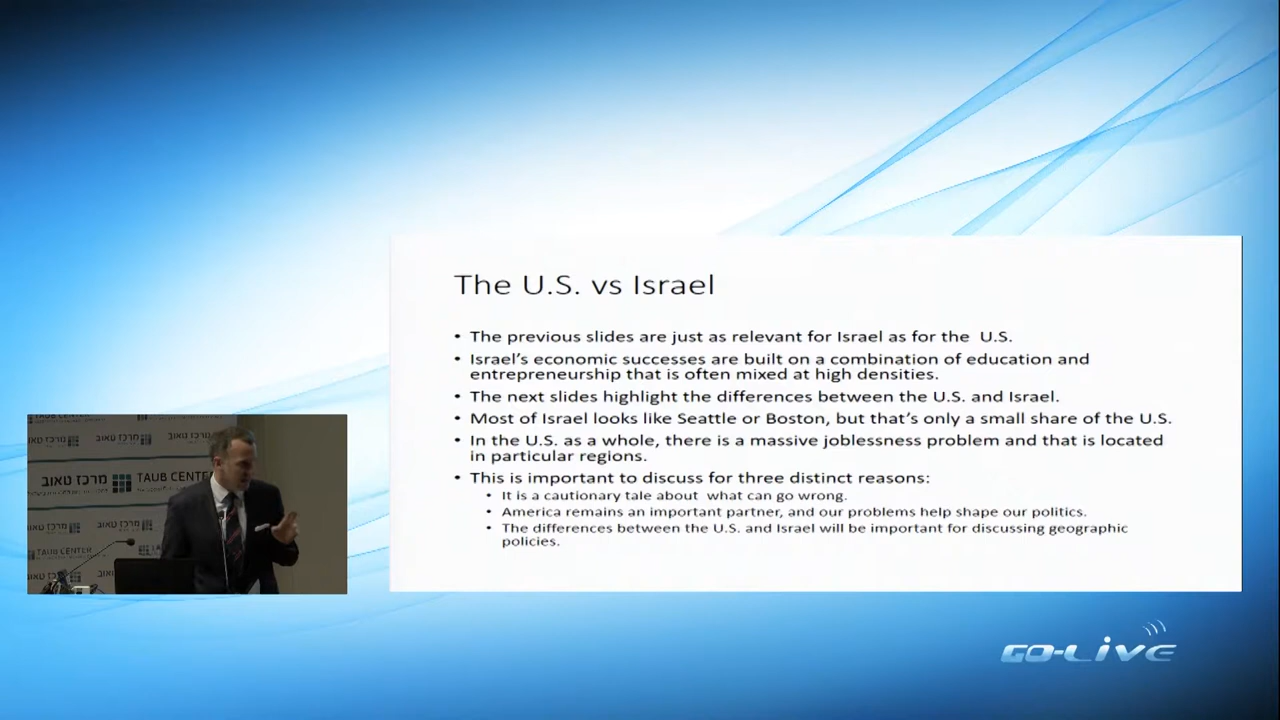 The U.S. vs Israel
• The previous slides are just as relevant for Israel as for the U.S.
• Israel's economic successes are built on a combination of education and
entrepreneurship that is often mixed at high densities.
• The next slides highlight the differences between the U.S. and Israel.
• Most of Israel looks like Seattle or Boston, but that's only a small share of the U.S.
• In the U.S. as a whole, there is a massive joblessness problem and that is located
in particular regions.
• This is important to discuss for three distinct reasons:
• It is a cautionary tale about what can go wrong.
• America remains an important partner, and our problems help shape our politics.
• The differences between the U.S. and Israel will be important for discussing geographic
policies.
מרכז טאוב
מרכז טאוב TAUB CENTER
TAUB CENTER
GO-LIVE